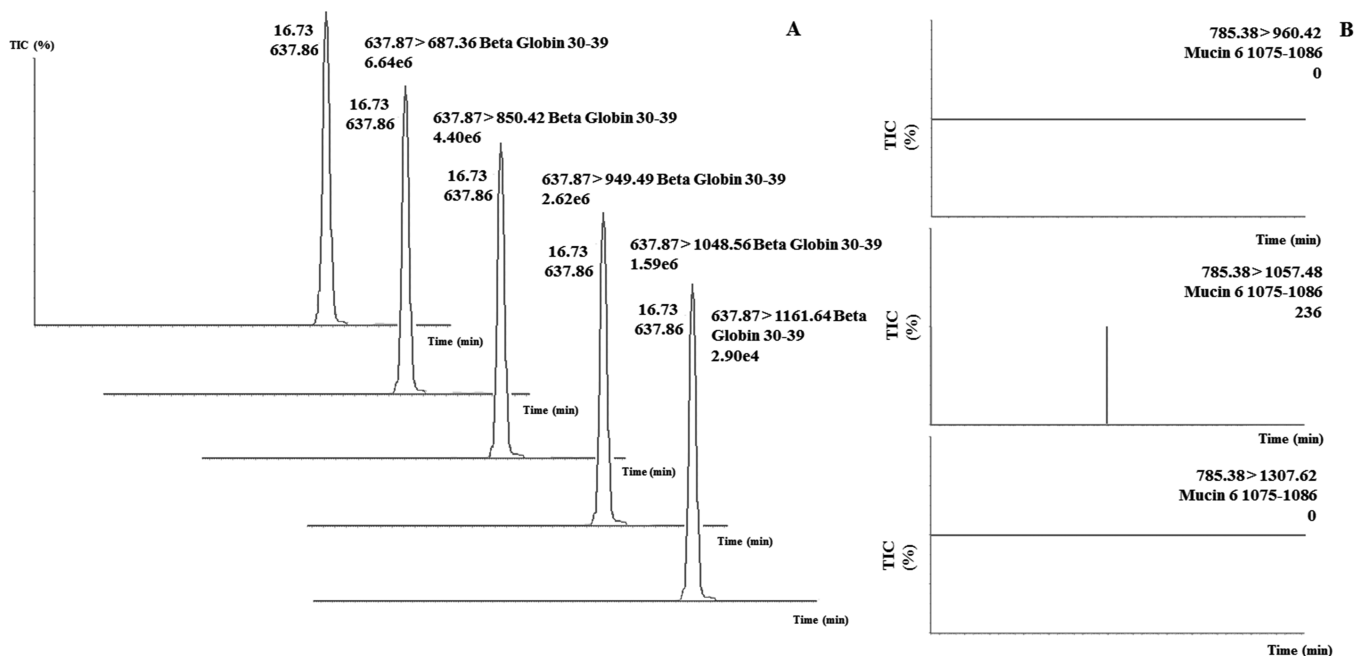 A
TIC (%)
16.73
637.86
637.87>687.36 Beta Globin 30-39
6.64e6
Time (min)
16.73
637.86
637.87>850.42 Beta Globin 30-39
4.40e6
Time (min)
16.73
637.86
637.87>949.49 Beta Globin 30-39
2.62e6
Time (min)
16.73
637.86
637.87>1048.56 Beta Globin 30-39
1.59e6
Time (min)
16.73
637.86
637.87>1161.64 Beta
Globin 30-39
2.90e4
Time (min)
B
785.38>960.42
Mucin 6 1075-1086
0
TIC
(%)
Time (min)
785.38>1057.48
Mucin 6 1075-1086
236
TIC
(%)
Time (min)
785.38>1307.62
Mucin 6 1075-1086
0
TIC
(%)
Time (min)